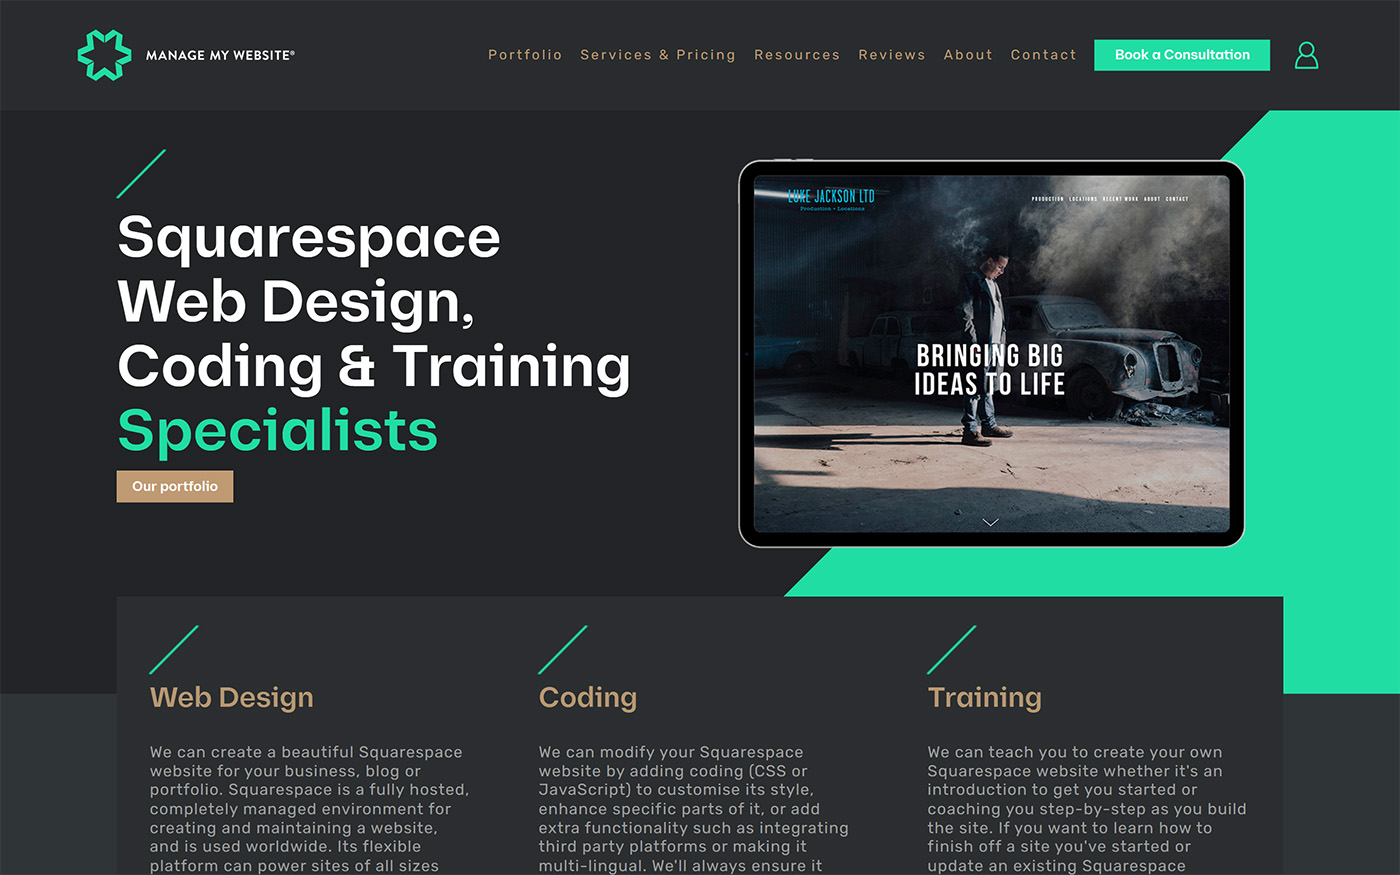 MANAGE MY WEBSITE®
Portfolio Services & Pricing Resources Reviews About Contact Book a Consultation
Squarespace
Web Design,
Coding & Training
Specialists
Our portfolio
LUKE JACKSON LTD
Production + Locations
PRODUCTION LOCATIONS RECENT WORK ABOUT CONTACT
BRINGING BIG
IDEAS TO LIFE
Web Design
We can create a beautiful Squarespace
website for your business, blog or
portfolio. Squarespace is a fully hosted,
completely managed environment for
creating and maintaining a website,
and is used worldwide. Its flexible
platform can power sites of all sizes
Coding
We can modify your Squarespace
website by adding coding (CSS or
JavaScript) to customise its style,
enhance specific parts of it, or add
extra functionality such as integrating
third party platforms or making it
multi-lingual. We'll always ensure it
Training
We can teach you to create your own
Squarespace website whether it's an
introduction to get you started or
coaching you step-by-step as you build
the site. If you want to learn how to
finish off a site you've started or
update an existing Squarespace